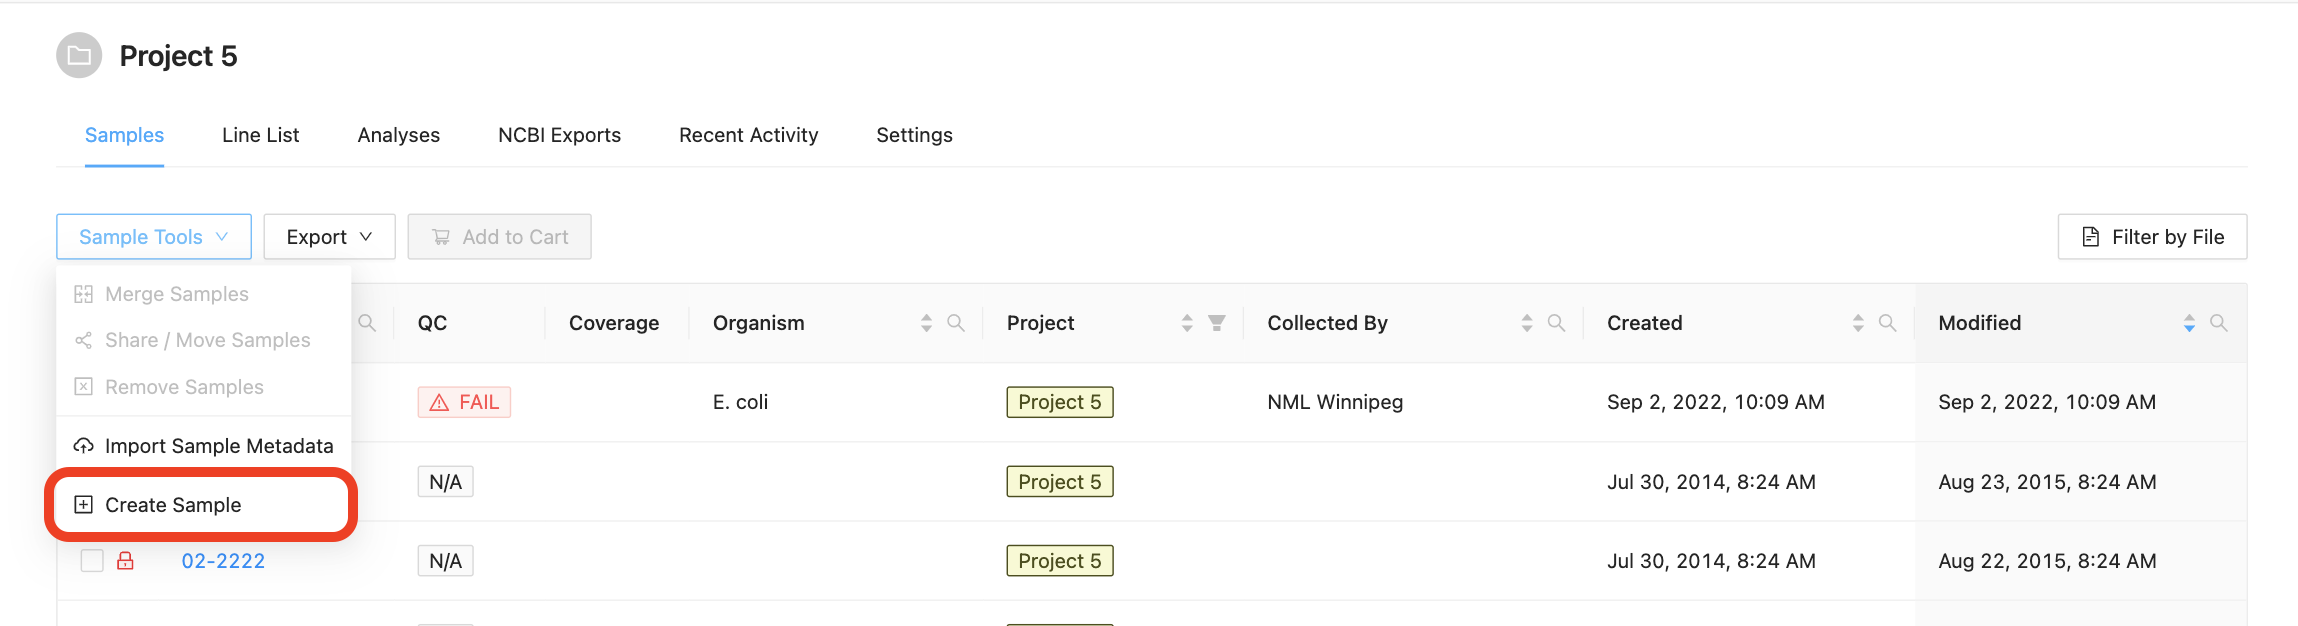 Project 5
Samples Line List Analyses NCBI Exports Recent Activity Settings
Sample Tools Export Add to Cart Filter by File
Merge Samples
Share / Move Samples
Remove Samples
Import Sample Metadata
Create Sample
QC Coverage Organism Project Collected By Created Modified
FAIL E. coli Project 5 NML Winnipeg Sep 2, 2022, 10:09 AM Sep 2, 2022, 10:09 AM
N/A Project 5 Jul 30, 2014, 8:24 AM Aug 23, 2015, 8:24 AM
02-2222 N/A Project 5 Jul 30, 2014, 8:24 AM Aug 22, 2015, 8:24 AM